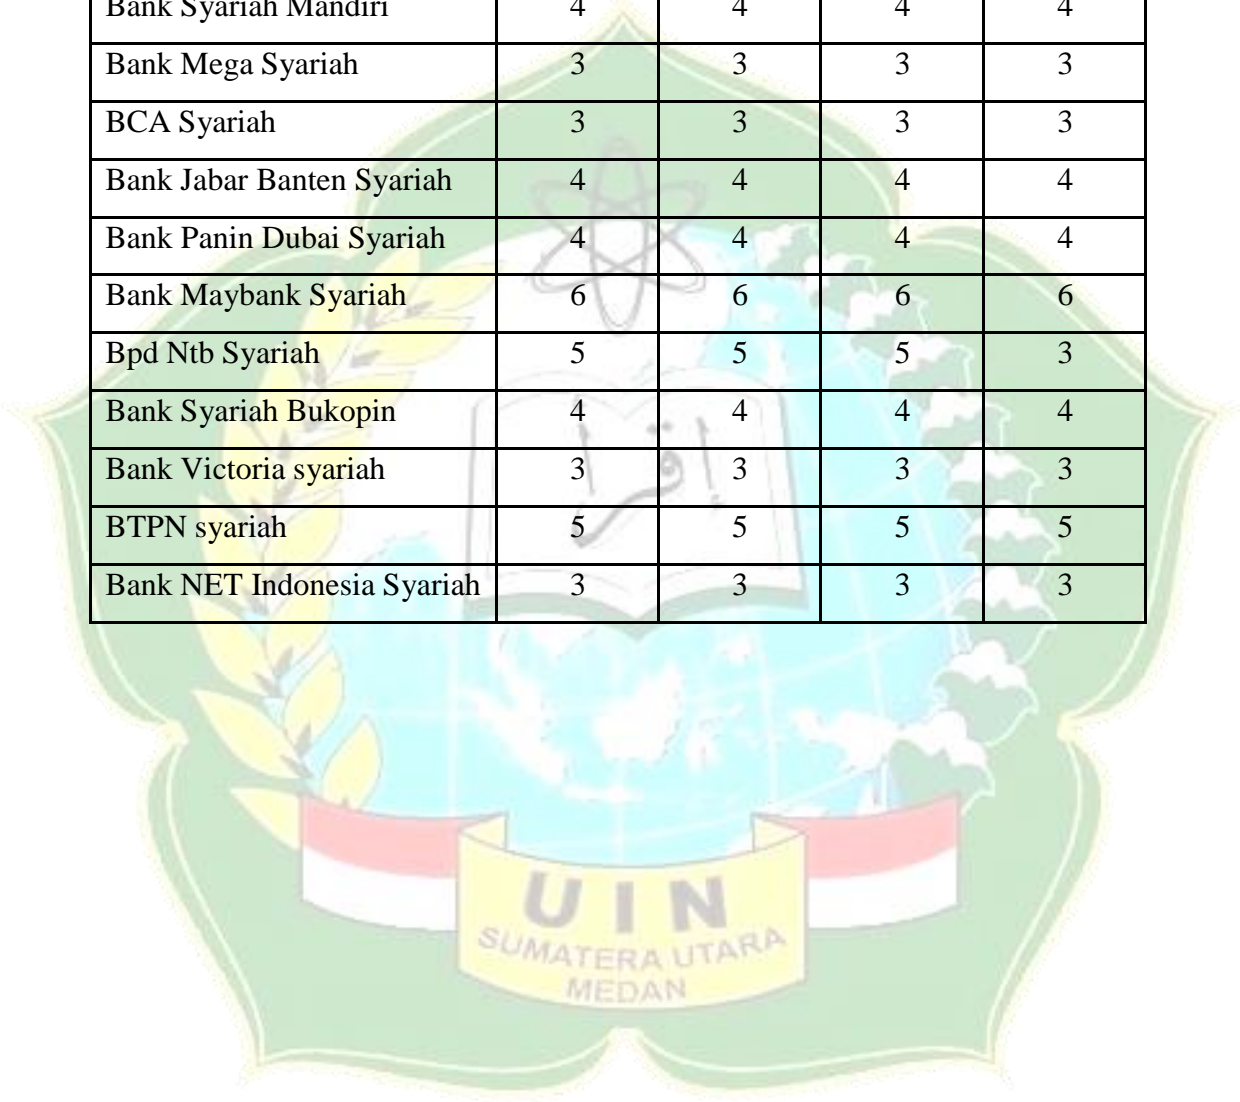 Bank Syariah Mandiri 4 4 4 4
Bank Mega Syariah 3 3 3 3
BCA Syariah 3 3 3 3
Bank Jabar Banten Syariah 4 4 4 4
Bank Panin Dubai Syariah 4 4 4 4
Bank Maybank Syariah 6 6 6 6
Bpd Ntb Syariah 5 5 5 3
Bank Syariah Bukopin 4 4 4 4
Bank Victoria syariah 3 3 3 3
BTPN syariah 5 5 5 5
Bank NET Indonesia Syariah 3 3 3 3
UIN
SUMATERA UTARA
MEDAN